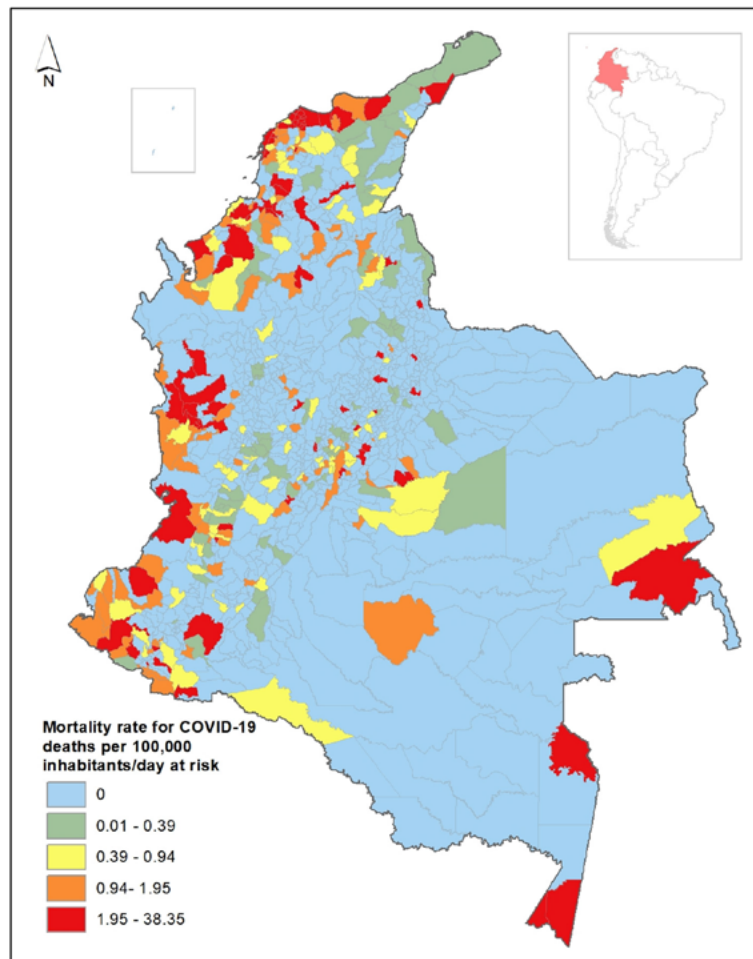 N
Mortality rate for COVID-19
deaths per 100,000
inhabitants/day at risk
0
0.01 - 0.39
0.39 - 0.94
0.94- 1.95
1.95 - 38.35